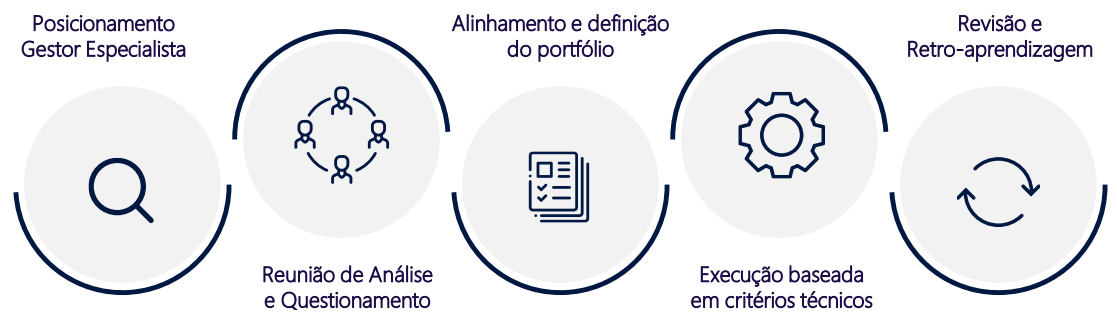 Posicionamento
Gestor Especialista
Reunião de Análise
e Questionamento
Alinhamento e definição
do portfólio
Execução baseada
em critérios técnicos
Revisão e
Retro-aprendizagem